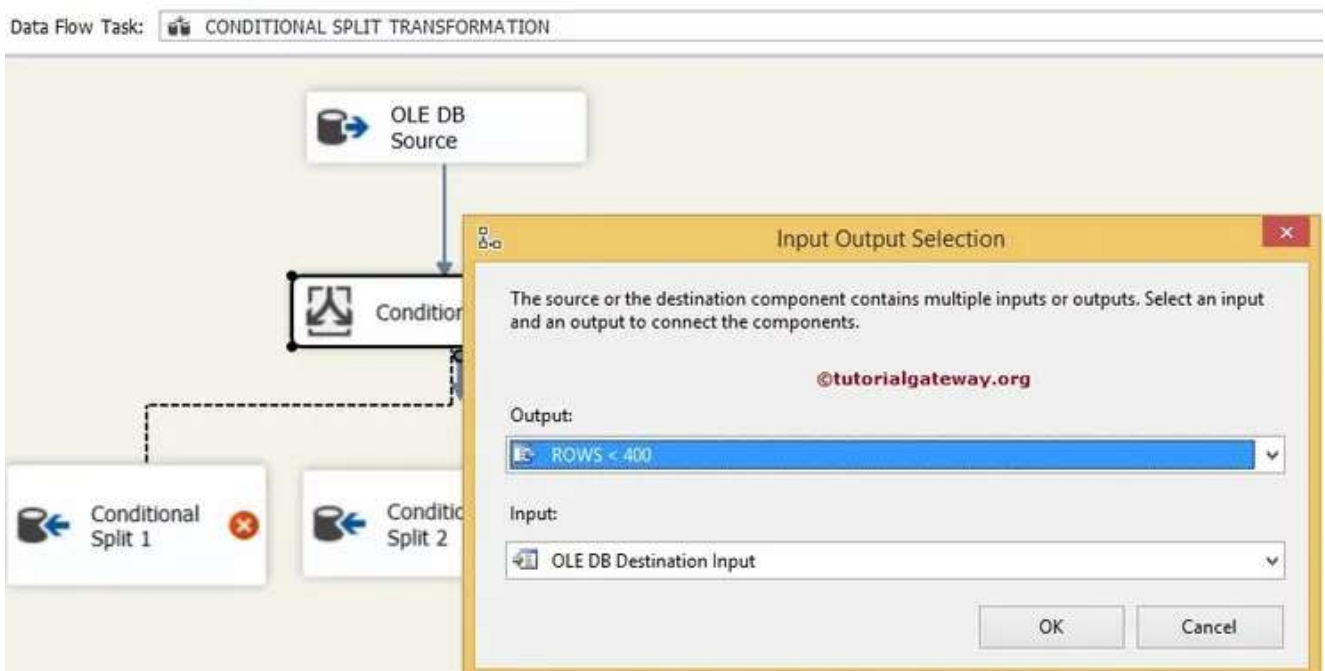 Data Flow Task: CONDITIONAL SPLIT TRANSFORMATION
OLE DB
Source
Input Output Selection
The source or the destination component contains multiple inputs or outputs. Select an input
and an output to connect the components.
©tutorialgateway.org
Output:
ROWS < 400
Input:
OLE DB Destination Input
OK Cancel
Conditional
Split 1
Split 2